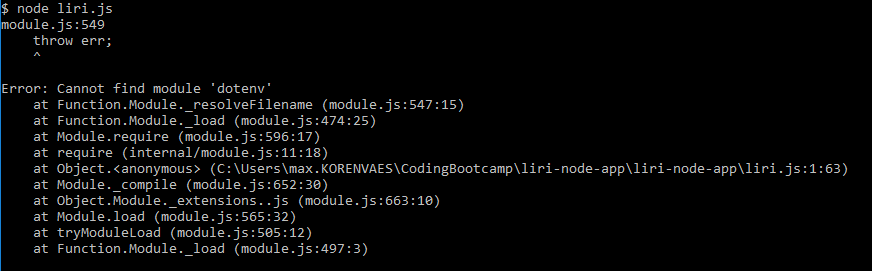 $ node liri.js
module.js:549
    throw err;
    ^

Error: Cannot find module 'dotenv'
    at Function.Module._resolveFilename (module.js:547:15)
    at Function.Module._load (module.js:474:25)
    at Module.require (module.js:596:17)
    at require (internal/module.js:11:18)
    at Object.<anonymous> (C:\Users\max.KORENVAES\CodingBootcamp\liri-node-app\liri-node-app\liri.js:1:63)
    at Module._compile (module.js:652:30)
    at Object.Module._extensions..js (module.js:663:10)
    at Module.load (module.js:565:32)
    at tryModuleLoad (module.js:505:12)
    at Function.Module._load (module.js:497:3)